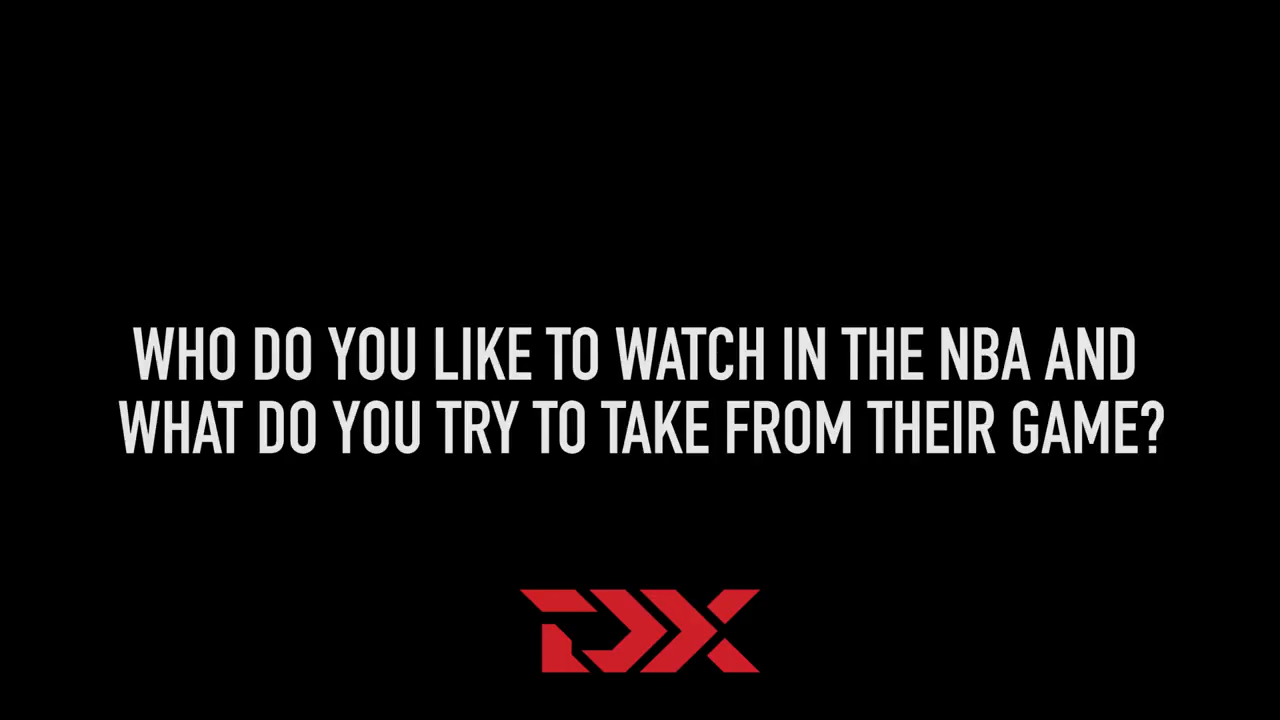 WHO DO YOU LIKE TO WATCH IN THE NBA AND
WHAT DO YOU TRY TO TAKE FROM THEIR GAME?
DX